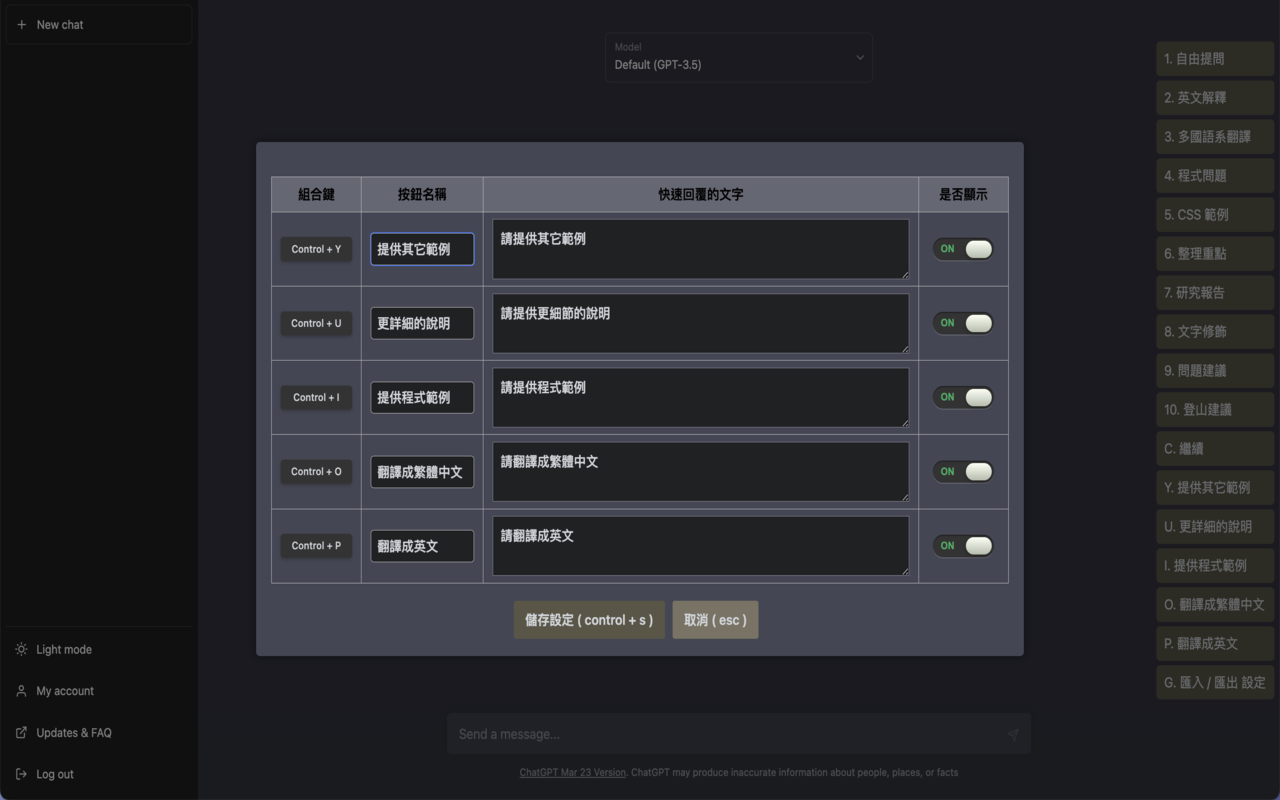 New chat
Model
Default (GPT-3.5)
組合鍵 按鈕名稱 快速回覆的文字 是否顯示
Control + Y 提供其它範例 請提供其它範例 ON
Control + U 更詳細的說明 請提供更細節的說明 ON
Control + I 提供程式範例 請提供程式範例 ON
Control + O 翻譯成繁體中文 請翻譯成繁體中文 ON
Control + P 翻譯成英文 請翻譯成英文 ON
儲存設定 ( control + s ) 取消 ( esc )
Light mode
My account
Updates & FAQ
Log out
Send a message...
ChatGPT Mar 23 Version. ChatGPT may produce inaccurate information about people, places, or facts
1. 自由提問
2. 英文解釋
3. 多國語系翻譯
4. 程式問題
5. CSS 範例
6. 整理重點
7. 研究報告
8. 文字修飾
9. 問題建議
10. 登山建議
C. 繼續
Y. 提供其它範例
U. 更詳細的說明
I. 提供程式範例
O. 翻譯成繁體中文
P. 翻譯成英文
G. 匯入 / 匯出 設定